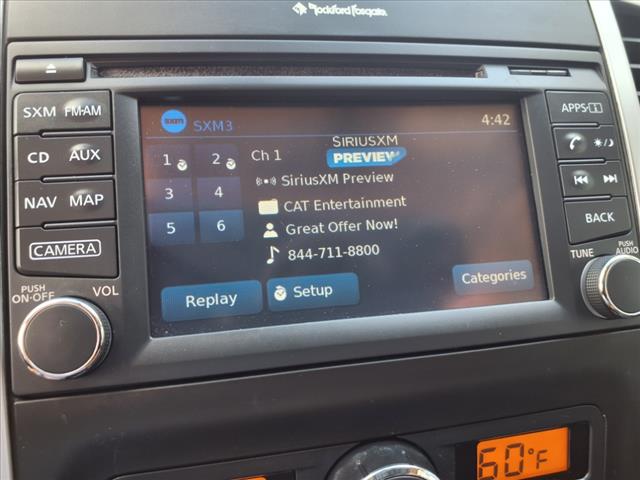 Rockford Fosgate
SXM FM·AM
CD AUX
NAV MAP
CAMERA
PUSH ON·OFF VOL
sxm SXM3 4:42
1 2
3 4
5 6
Ch 1 SIRIUSXM PREVIEW
SiriusXM Preview
CAT Entertainment
Great Offer Now!
844-711-8800
Replay Setup Categories
APPS·i
BACK
TUNE PUSH AUDIO
60°F